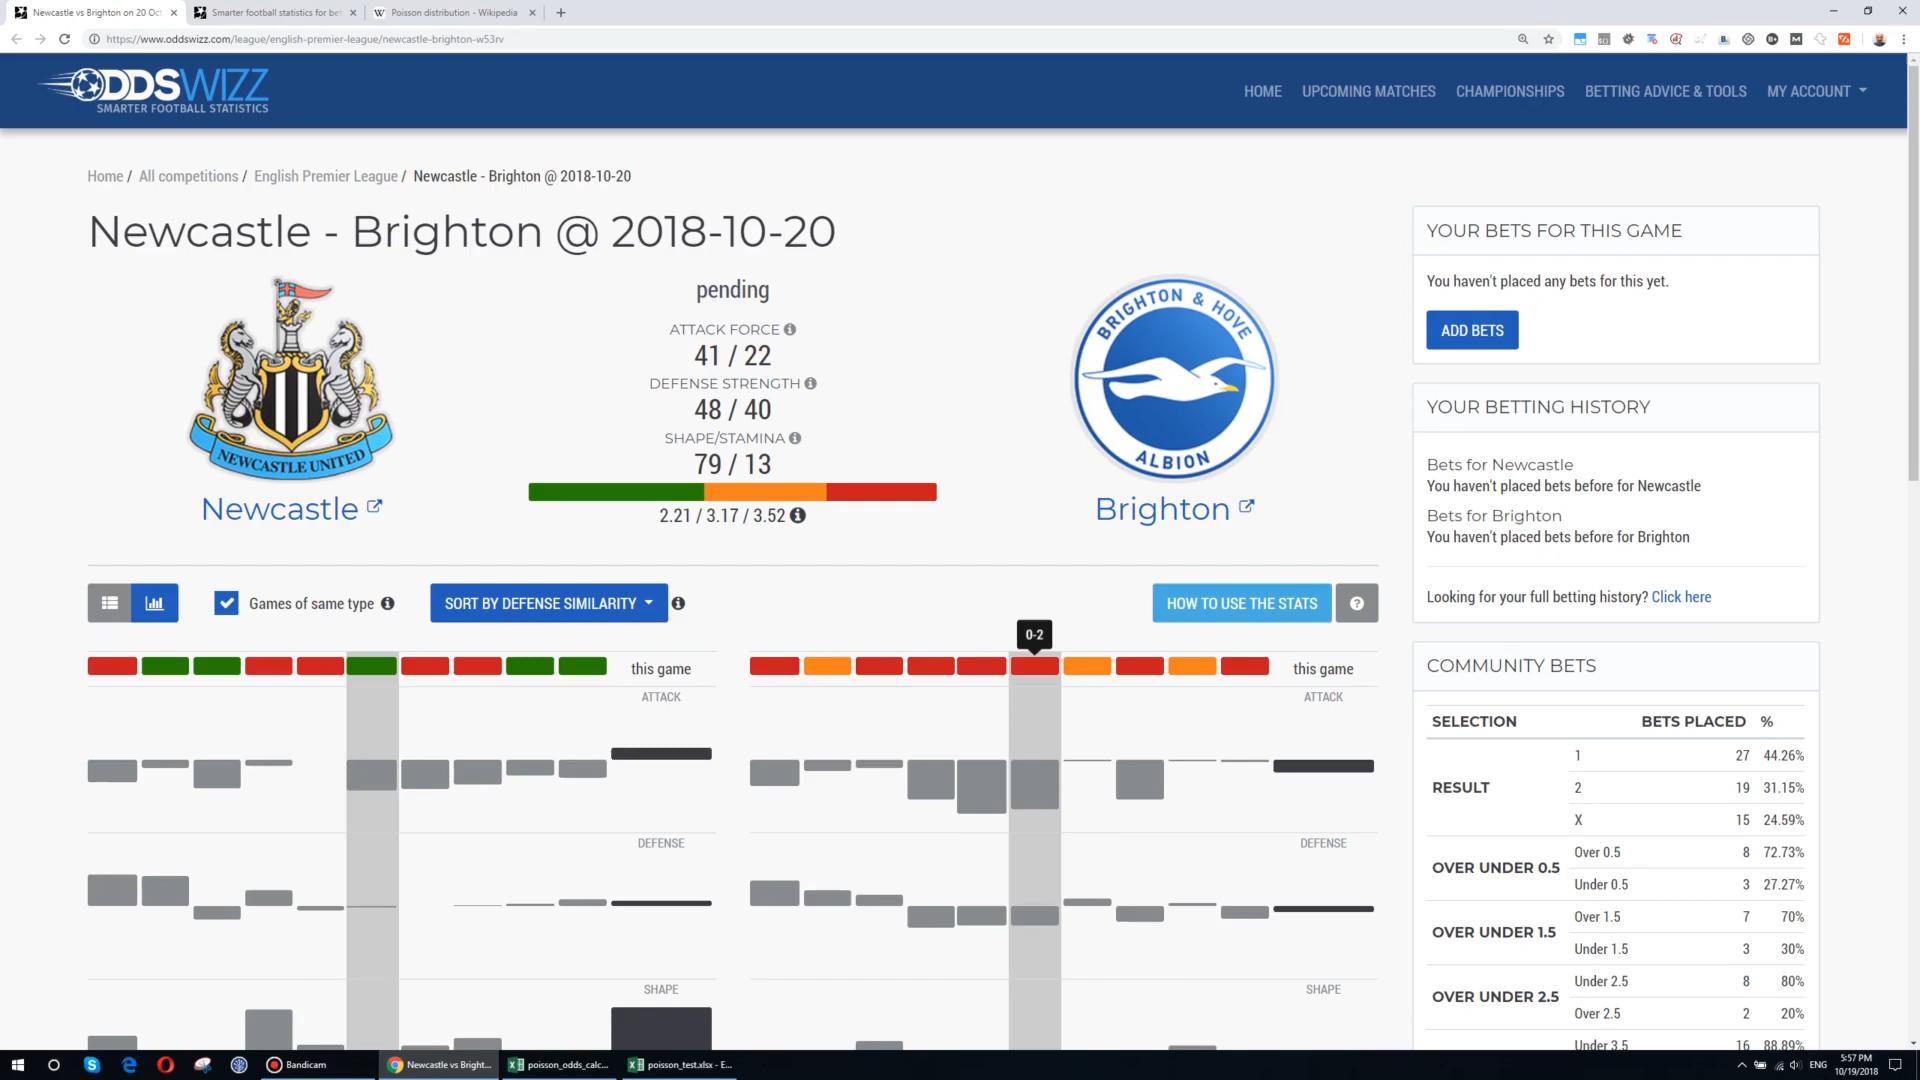 Newcastle vs Brighton on 20 Oct
Smarter football statistics for bet
Poisson distribution - Wikipedia
https://www.oddswizz.com/league/english-premier-league/newcastle-brighton-w53rv
ODDSWIZZ
SMARTER FOOTBALL STATISTICS
HOME
UPCOMING MATCHES
CHAMPIONSHIPS
BETTING ADVICE & TOOLS
MY ACCOUNT
Home / All competitions / English Premier League / Newcastle - Brighton @ 2018-10-20
Newcastle - Brighton @ 2018-10-20
NEWCASTLE UNITED
Newcastle
pending
ATTACK FORCE
41 / 22
DEFENSE STRENGTH
48 / 40
SHAPE/STAMINA
79 / 13
2.21 / 3.17 / 3.52
BRIGHTON & HOVE
ALBION
Brighton
Games of same type
SORT BY DEFENSE SIMILARITY
HOW TO USE THE STATS
?
0-2
this game
this game
ATTACK
ATTACK
DEFENSE
DEFENSE
SHAPE
SHAPE
YOUR BETS FOR THIS GAME
You haven't placed any bets for this yet.
ADD BETS
YOUR BETTING HISTORY
Bets for Newcastle
You haven't placed bets before for Newcastle
Bets for Brighton
You haven't placed bets before for Brighton
Looking for your full betting history? Click here
COMMUNITY BETS
SELECTION BETS PLACED %
RESULT
1 27 44.26%
2 19 31.15%
X 15 24.59%
OVER UNDER 0.5
Over 0.5 8 72.73%
Under 0.5 3 27.27%
OVER UNDER 1.5
Over 1.5 7 70%
Under 1.5 3 30%
OVER UNDER 2.5
Under 2.5 8 80%
Over 2.5 2 20%
Under 3.5 16 88.89%
Bandicam
Newcastle vs Bright...
poisson_odds_calc...
poisson_test.xlsx - E...
ENG
5:57 PM
10/19/2018